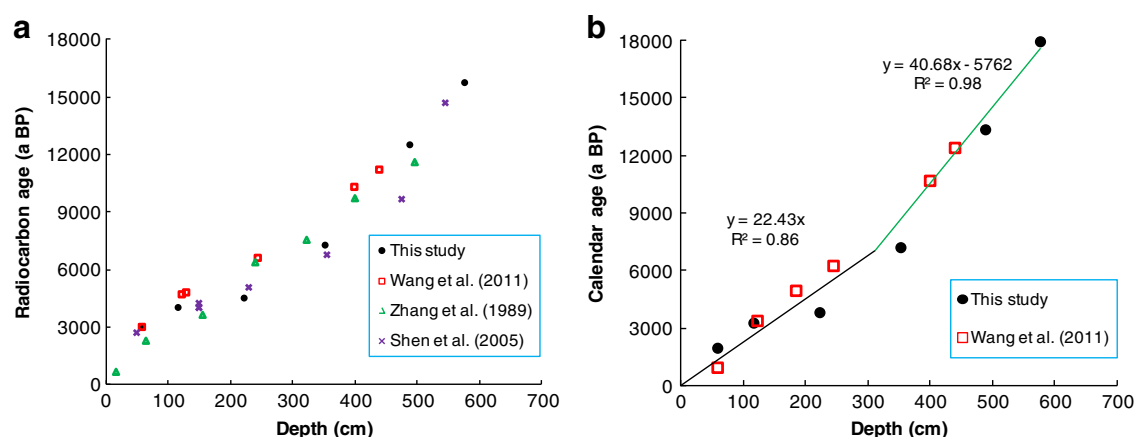 a
18000
15000
12000
9000
6000
3000
0
Radiocarbon age (a BP)
This study
Wang et al. (2011)
Zhang et al. (1989)
Shen et al. (2005)
0 100 200 300 400 500 600 700
Depth (cm)
b
18000
15000
12000
9000
6000
3000
0
Calendar age (a BP)
y = 40.68x - 5762
R² = 0.98
y = 22.43x
R² = 0.86
This study
Wang et al. (2011)
0 100 200 300 400 500 600 700
Depth (cm)